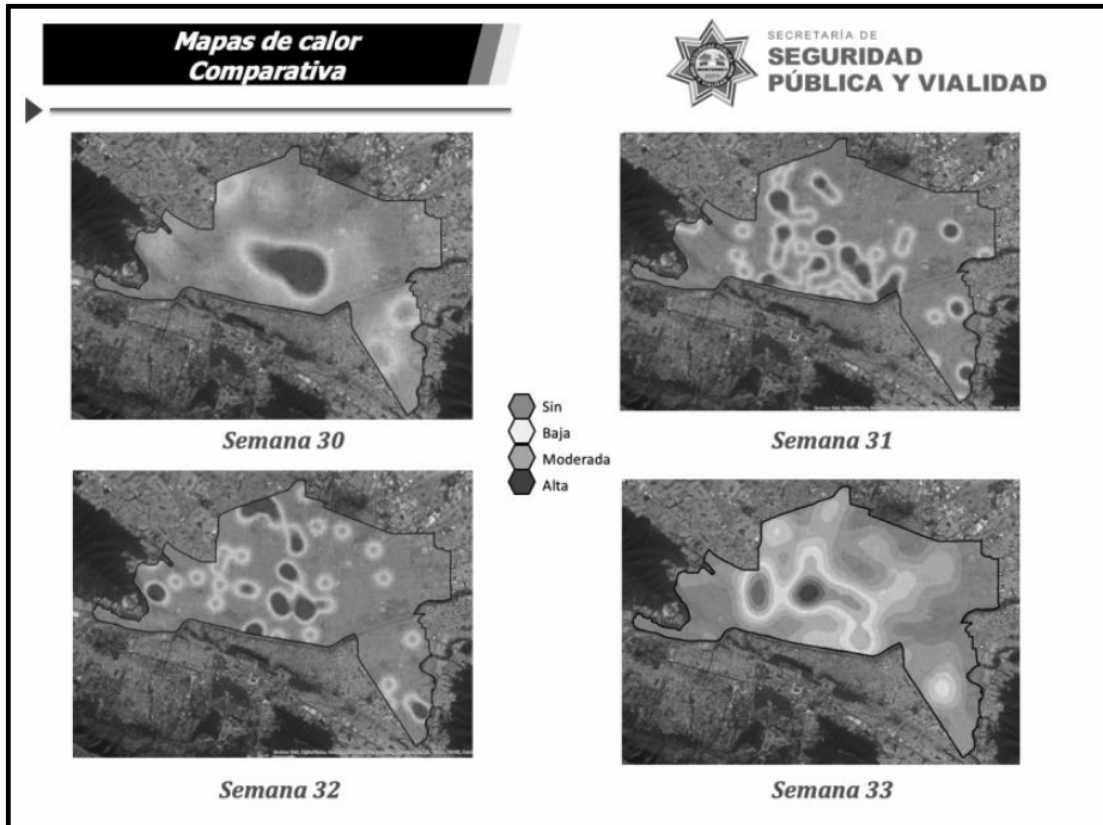 Mapas de calor
Comparativa
SECRETARÍA DE
SEGURIDAD
PÚBLICA Y VIALIDAD
Semana 30
Semana 31
Sin
Baja
Moderada
Alta
Semana 32
Semana 33